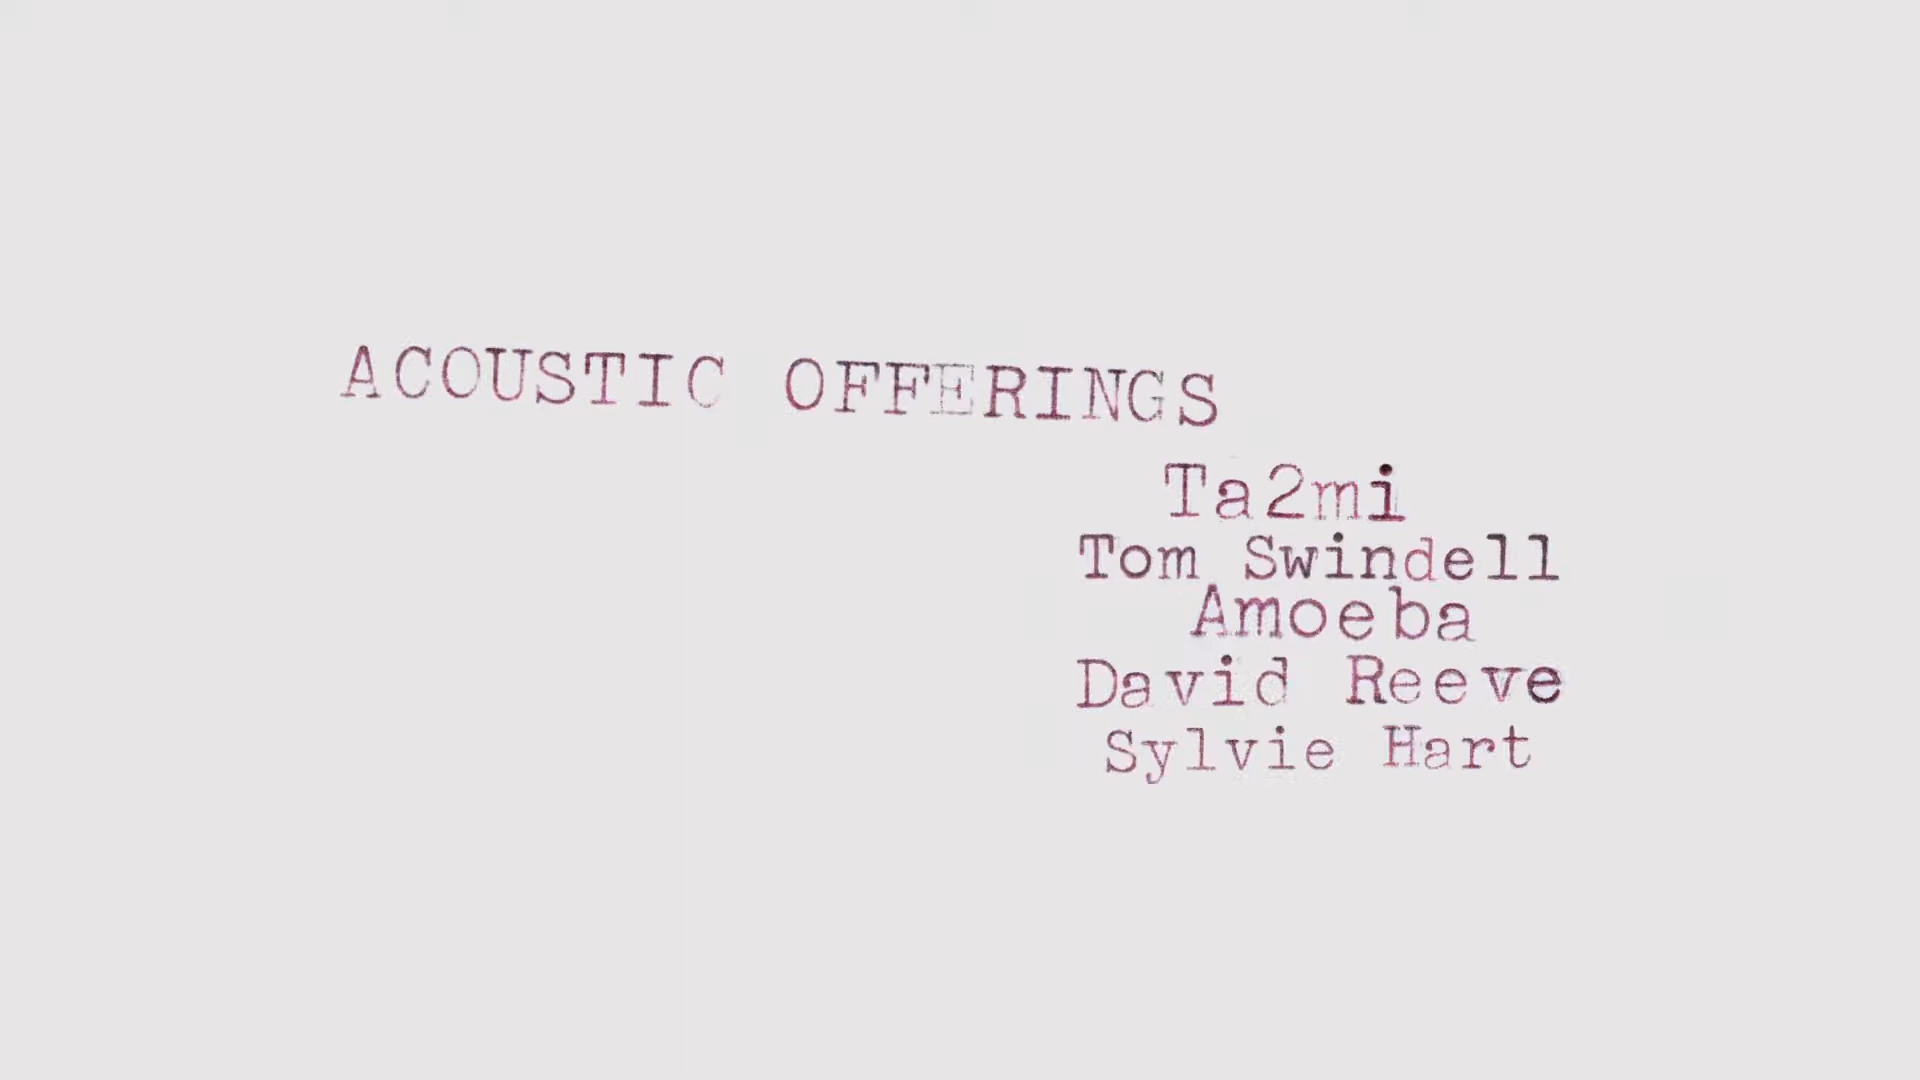 ACOUSTIC OFFERINGS
Ta2mi
Tom Swindell
Amoeba
David Reeve
Sylvie Hart